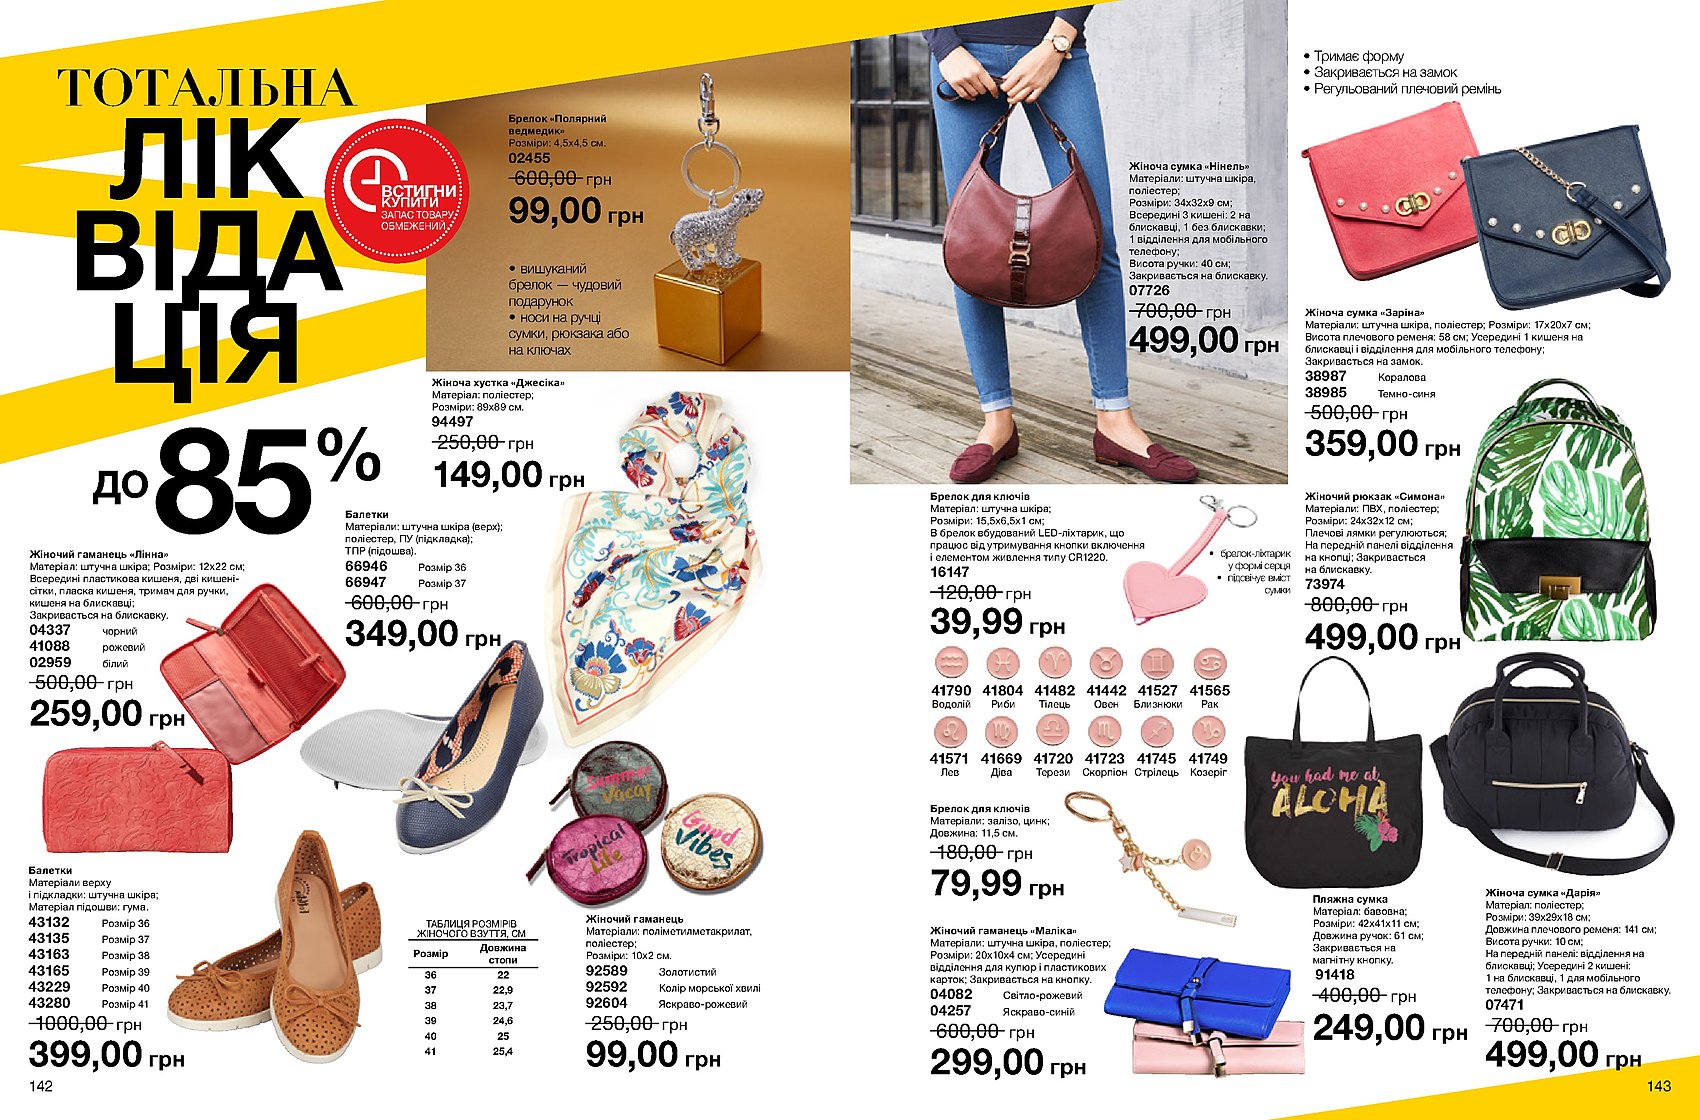 ТОТАЛЬНА
ЛІК
ВІДА
ЦІЯ
ДО 85%
ВСТИГНИ
КУПИТИ
ЗАПАС ТОВАРУ
ОБМЕЖЕНИЙ
Брелок «Полярний
ведмедик»
Розміри: 4,5x4,5 см.
02455
600,00 грн
99,00 грн
• вишуканий
брелок — чудовий
подарунок
• носи на ручці
сумки, рюкзака або
на ключах
Жіноча хустка «Джесіка»
Матеріал: поліестер;
Розміри: 89x89 см.
94497
250,00 грн
149,00 грн
Балетки
Матеріали: штучна шкіра (верх);
поліестер, ПУ (підкладка);
ТПР (підошва).
66946 Розмір 36
66947 Розмір 37
600,00 грн
349,00 грн
Жіночий гаманець «Лінна»
Матеріал: штучна шкіра; Розміри: 12x22 см;
Всередині пластикова кишеня, дві кишені-
сітки, пласка кишеня, тримач для ручки,
кишеня на блискавці;
Закривається на блискавку.
04337 чорний
41088 рожевий
02959 білий
500,00 грн
259,00 грн
Summer
Vacay
Tropical
Life
Good
Vibes
Балетки
Матеріали верху
і підкладки: штучна шкіра;
Матеріал підошви: гума.
43132 Розмір 36
43135 Розмір 37
43163 Розмір 38
43165 Розмір 39
43229 Розмір 40
43280 Розмір 41
1000,00 грн
399,00 грн
ТАБЛИЦЯ РОЗМІРІВ
ЖІНОЧОГО ВЗУТТЯ, СМ
Розмір Довжина стопи
36 22
37 22,9
38 23,7
39 24,6
40 25
41 25,4
Жіночий гаманець
Матеріали: поліметилметакрилат,
поліестер;
Розміри: 10x2 см.
92589 Золотистий
92592 Колір морської хвилі
92604 Яскраво-рожевий
250,00 грн
99,00 грн
142
Жіноча сумка «Нінель»
Матеріали: штучна шкіра,
поліестер;
Розміри: 34x32x9 см;
Всередині 3 кишені: 2 на
блискавці, 1 без блискавки;
1 відділення для мобільного
телефону;
Висота ручки: 40 см;
Закривається на блискавку.
07726
700,00 грн
499,00 грн
• Тримає форму
• Закривається на замок
• Регульований плечовий ремінь
Жіноча сумка «Заріна»
Матеріали: штучна шкіра, поліестер; Розміри: 17x20x7 см;
Висота плечового ременя: 58 см; Усередині 1 кишеня на
блискавці і відділення для мобільного телефону;
Закривається на замок.
38987 Коралова
38985 Темно-синя
500,00 грн
359,00 грн
Брелок для ключів
Матеріал: штучна шкіра;
Розміри: 15,5x6,5x1 см;
В брелок вбудований LED-ліхтарик, що
працює від утримування кнопки включення
і елементом живлення типу CR1220.
16147
120,00 грн
39,99 грн
• брелок-ліхтарик
у формі серця
• підсвічує вміст
сумки
Жіночий рюкзак «Симона»
Матеріали: ПВХ, поліестер;
Розміри: 24x32x12 см;
Плечові лямки регулюються;
На передній панелі відділення
на кнопці; Закривається
на блискавку.
73974
800,00 грн
499,00 грн
41790 41804 41482 41442 41527 41565
Водолій Риби Тілець Овен Близнюки Рак
41571 41669 41720 41723 41745 41749
Лев Діва Терези Скорпіон Стрілець Козеріг
Брелок для ключів
Матеріали: залізо, цинк;
Довжина: 11,5 см.
180,00 грн
79,99 грн
You had me at
ALOHA
Жіночий гаманець «Маліка»
Матеріали: штучна шкіра, поліестер;
Розміри: 20x10x4 см; Усередині
відділення для купюр і пластикових
карток; Закривається на кнопку.
04082 Світло-рожевий
04257 Яскраво-синій
600,00 грн
299,00 грн
Пляжна сумка
Матеріал: бавовна;
Розміри: 42x41x11 см;
Довжина ручок: 61 см;
Закривається на
магнітну кнопку.
91418
400,00 грн
249,00 грн
Жіноча сумка «Дарія»
Матеріал: поліестер;
Розміри: 39x29x18 см;
Довжина плечового ременя: 141 см;
Висота ручки: 10 см;
На передній панелі: відділення на
блискавці; Усередині 2 кишені:
1 на блискавці, 1 для мобільного
телефону; Закривається на блискавку.
07471
700,00 грн
499,00 грн
143